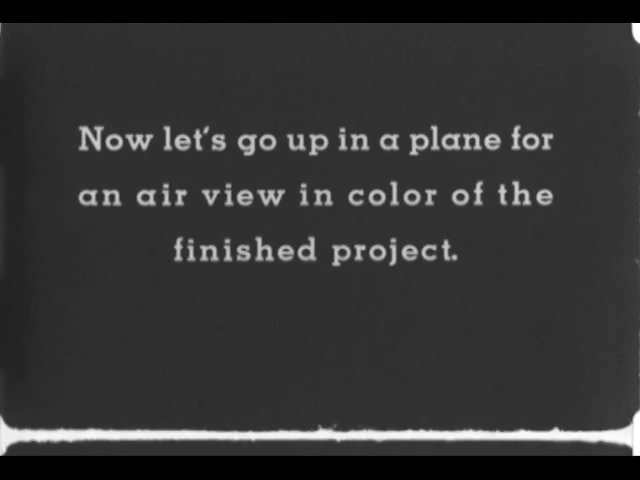 Now let's go up in a plane for
an air view in color of the
finished project.